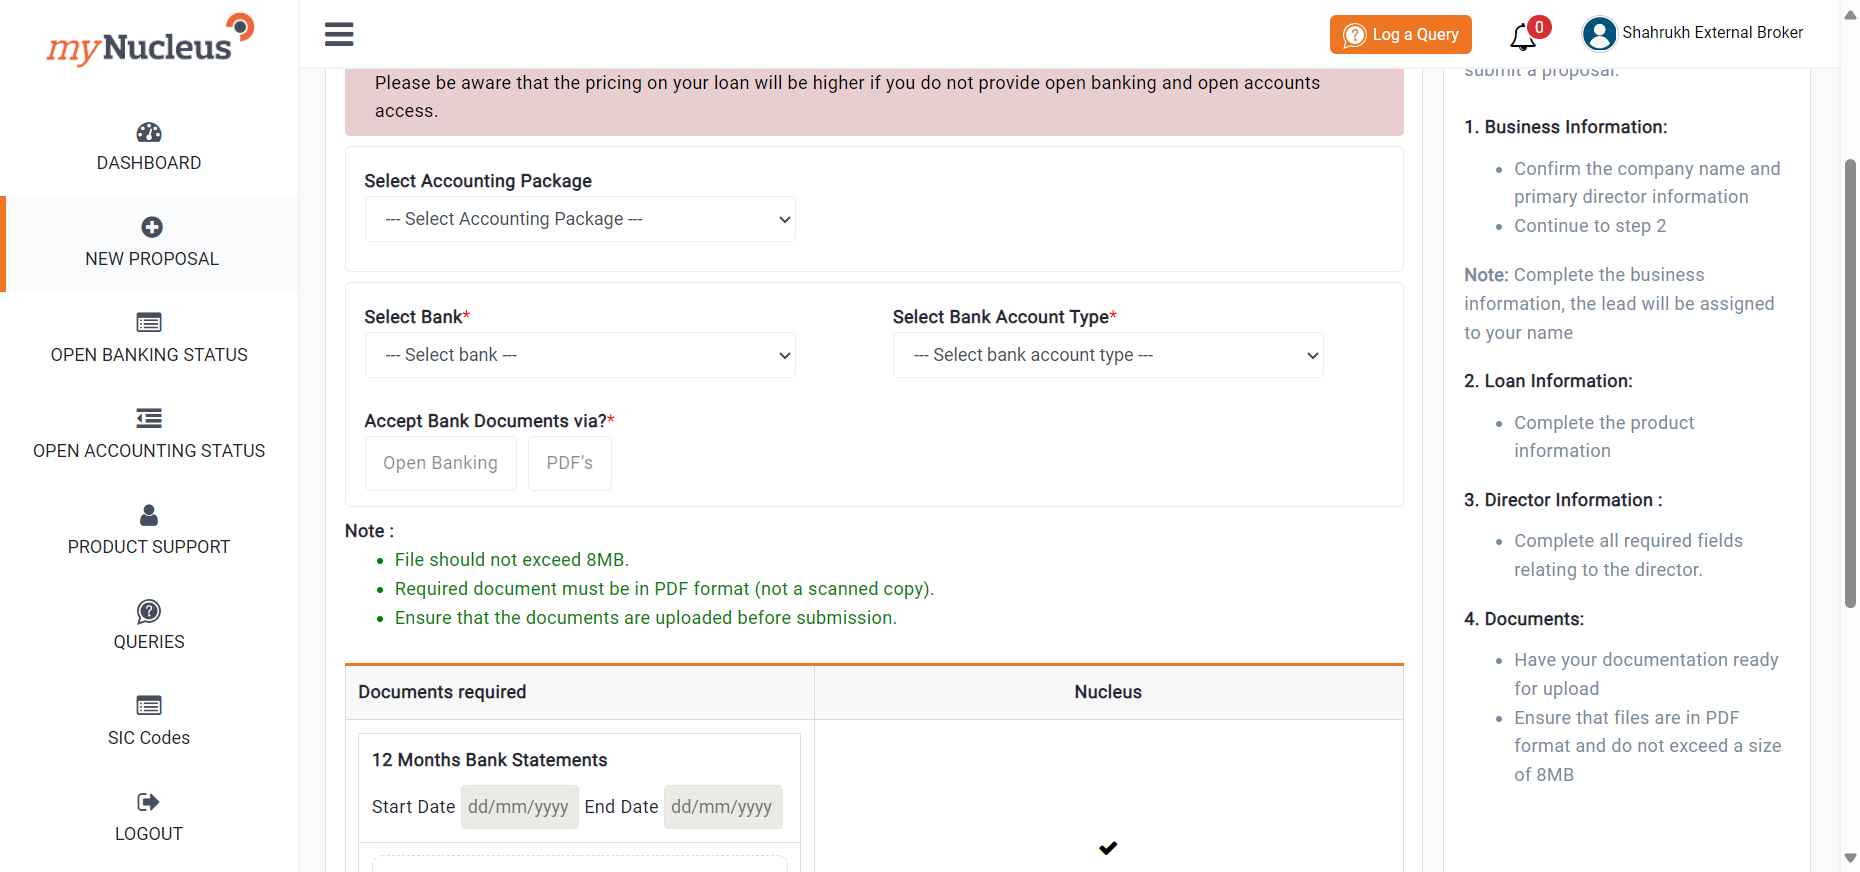 myNucleus
Log a Query
0
Shahrukh External Broker
DASHBOARD
NEW PROPOSAL
OPEN BANKING STATUS
OPEN ACCOUNTING STATUS
PRODUCT SUPPORT
QUERIES
SIC Codes
LOGOUT
Please be aware that the pricing on your loan will be higher if you do not provide open banking and open accounts
access.
Select Accounting Package
--- Select Accounting Package ---
Select Bank*
Select Bank Account Type*
--- Select bank ---
--- Select bank account type ---
Accept Bank Documents via?*
Open Banking
PDF's
Note :
File should not exceed 8MB.
Required document must be in PDF format (not a scanned copy).
Ensure that the documents are uploaded before submission.
Documents required
Nucleus
12 Months Bank Statements
Start Date dd/mm/yyyy End Date dd/mm/yyyy
submit a proposal.
1. Business Information:
Confirm the company name and
primary director information
Continue to step 2
Note: Complete the business
information, the lead will be assigned
to your name
2. Loan Information:
Complete the product
information
3. Director Information :
Complete all required fields
relating to the director.
4. Documents:
Have your documentation ready
for upload
Ensure that files are in PDF
format and do not exceed a size
of 8MB